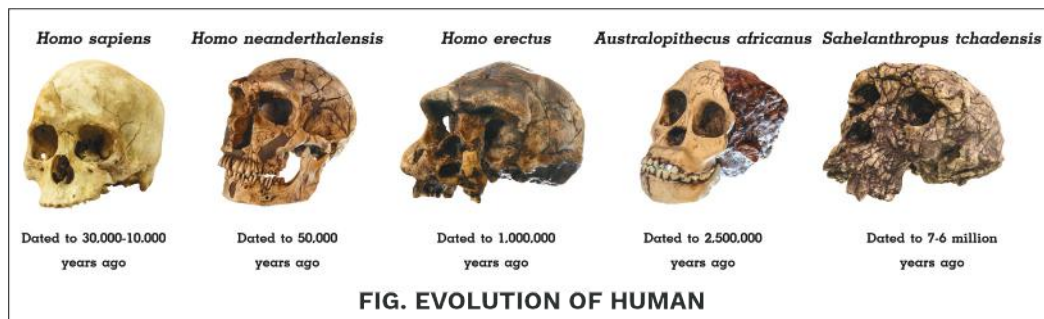 Homo sapiens
Homo neanderthalensis
Homo erectus
Australopithecus africanus
Sahelanthropus tchadensis
Dated to 30,000-10.000
years ago
Dated to 50,000
years ago
Dated to 1,000,000
years ago
Dated to 2,500,000
years ago
Dated to 7-6 million
years ago
FIG. EVOLUTION OF HUMAN